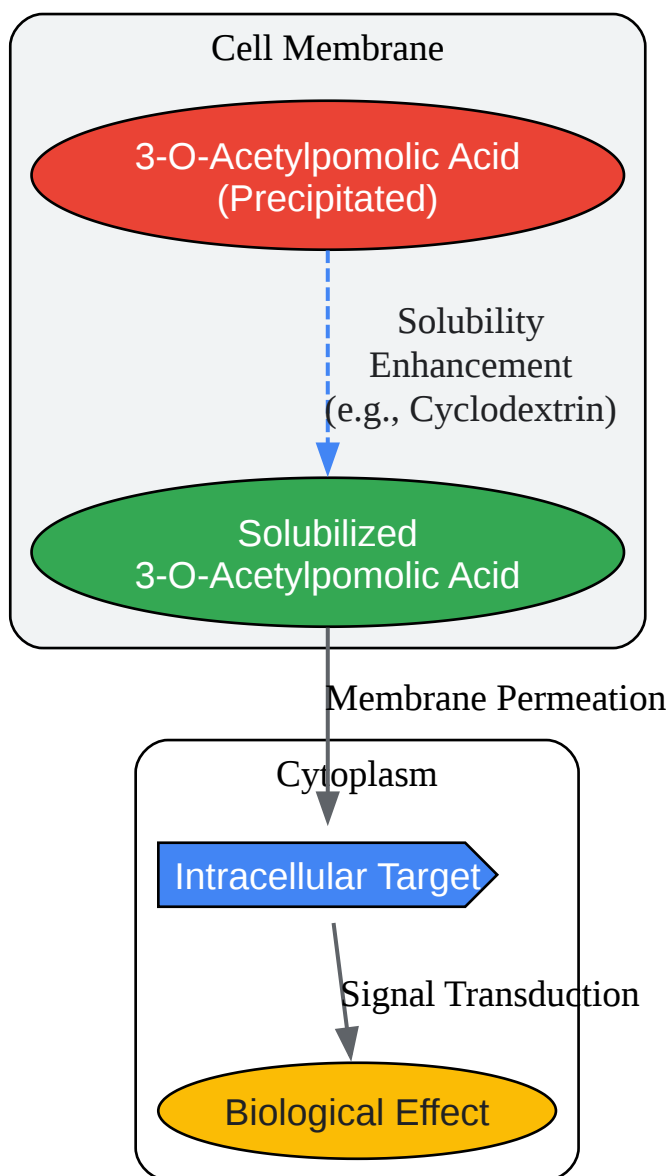 Cell Membrane
3-O-Acetylpomolic Acid
(Precipitated)
Solubility
Enhancement
(e.g., Cyclodextrin)
Solubilized
3-O-Acetylpomolic Acid
Membrane Permeation
Cytoplasm
Intracellular Target
Signal Transduction
Biological Effect